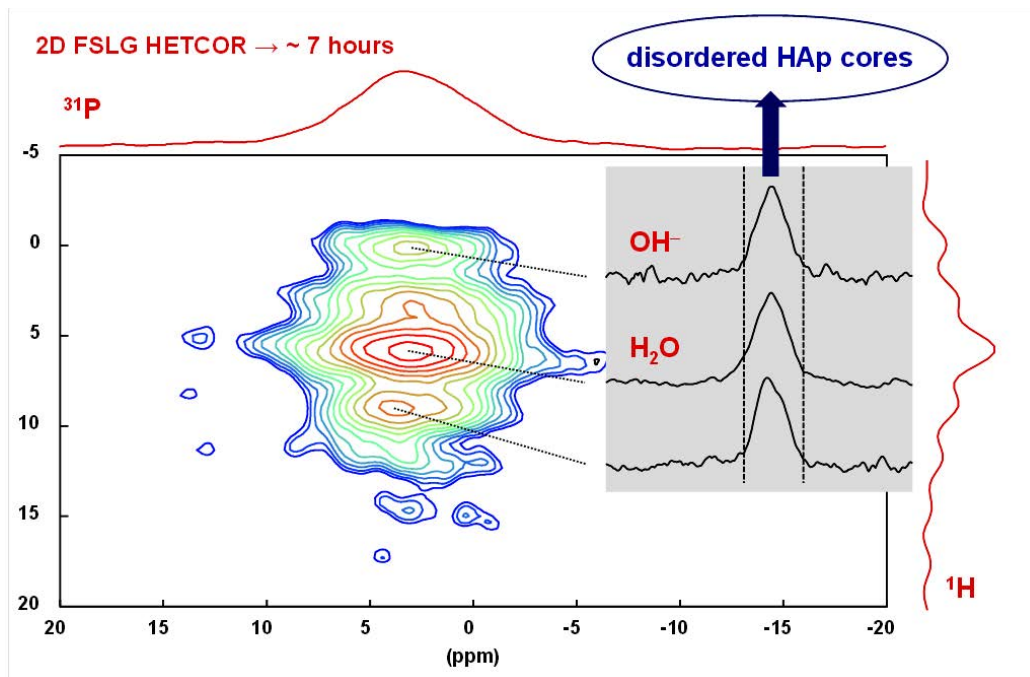 2D FSLG HETCOR → ~ 7 hours
disordered HAp cores
³¹P
-5
0
5
10
15
20
OH⁻
H₂O
¹H
20 15 10 5 0 -5 -10 -15 -20
(ppm)